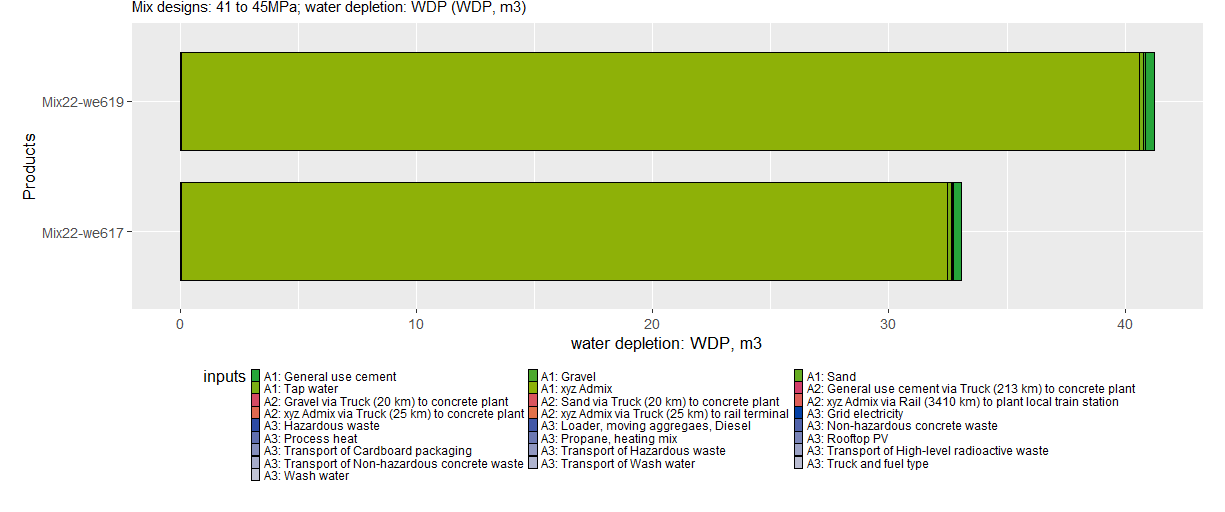 Mix designs: 41 to 45MPa; water depletion: WDP (WDP, m3)
Products
Mix22-we619
Mix22-we617
0 10 20 30 40
water depletion: WDP, m3
inputs
A1: General use cement A1: Gravel A1: Sand
A1: Tap water A1: xyz Admix A2: General use cement via Truck (213 km) to concrete plant
A2: Gravel via Truck (20 km) to concrete plant A2: Sand via Truck (20 km) to concrete plant A2: xyz Admix via Rail (3410 km) to plant local train station
A2: xyz Admix via Truck (25 km) to concrete plant A2: xyz Admix via Truck (25 km) to rail terminal A3: Grid electricity
A3: Hazardous waste A3: Loader, moving aggregaes, Diesel A3: Non-hazardous concrete waste
A3: Process heat A3: Propane, heating mix A3: Rooftop PV
A3: Transport of Cardboard packaging A3: Transport of Hazardous waste A3: Transport of High-level radioactive waste
A3: Transport of Non-hazardous concrete waste A3: Transport of Wash water A3: Truck and fuel type
A3: Wash water